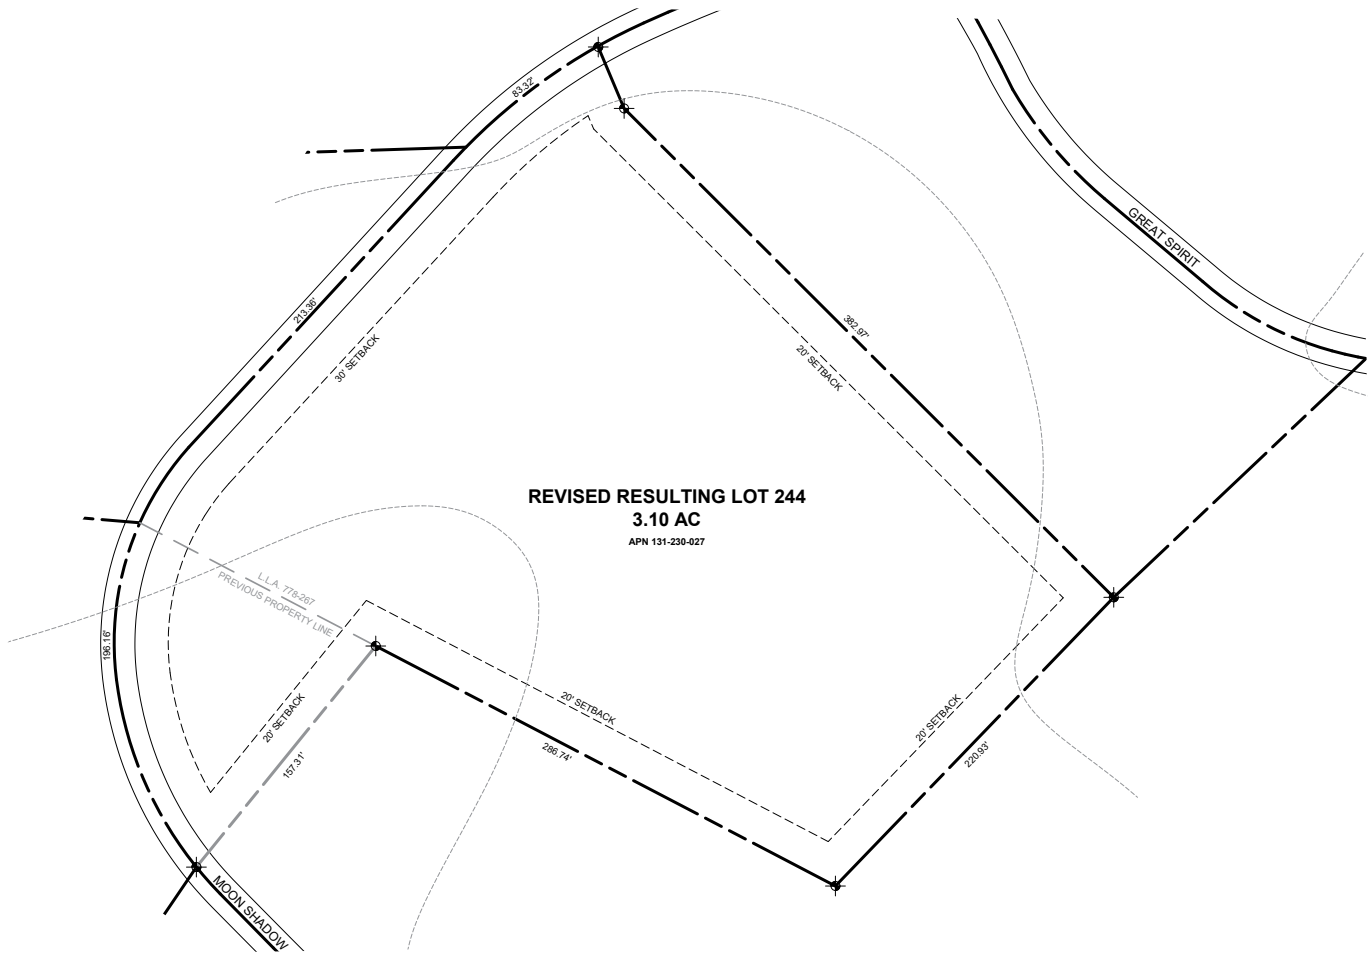 83.32'
GREAT SPIRIT
213.36'
30' SETBACK
382.97'
20' SETBACK
REVISED RESULTING LOT 244
3.10 AC
APN 131-230-027
L.L.A. 778-267
PREVIOUS PROPERTY LINE
196.16'
20' SETBACK
157.31'
20' SETBACK
286.74'
20' SETBACK
220.93'
MOON SHADOW